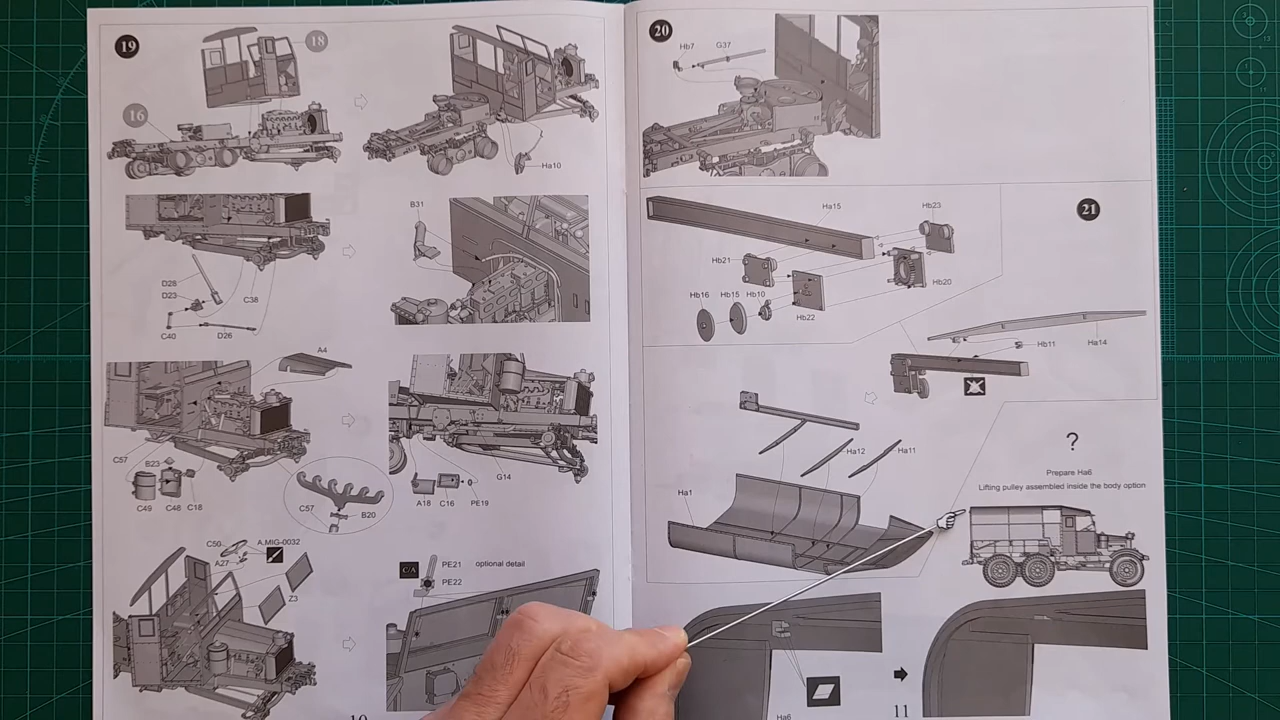 19
18
16
Ha10
B31
D28
D23
C38
C40
D26
A4
C57
B23
C49
C48
C18
C57
B20
A18
C16
PE19
G14
C50
A.MIG-0032
A27
Z3
C/A
PE21
optional detail
PE22
10
20
Hb7
G37
21
Ha15
Hb23
Hb21
Hb20
Hb16
Hb15
Hb10
Hb22
Hb11
Ha14
Ha12
Ha11
Ha1
?
Prepare Ha6
Lifting pulley assembled inside the body option
Ha6
11